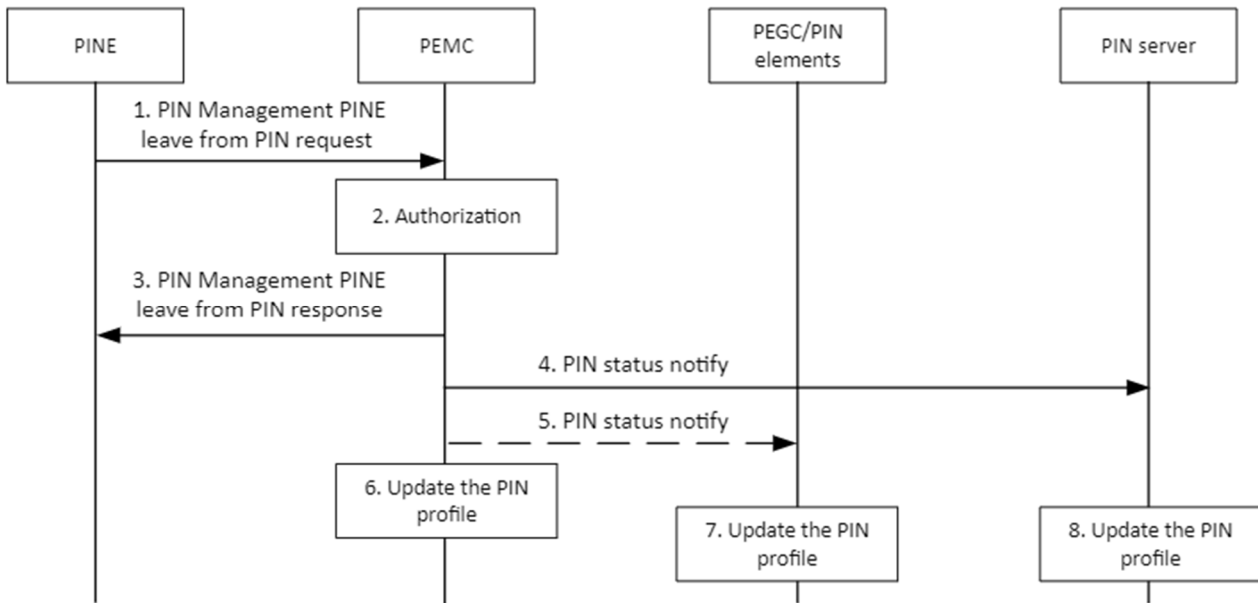 PINE
PEMC
PEGC/PIN
elements
PIN server
1. PIN Management PINE
leave from PIN request
2. Authorization
3. PIN Management PINE
leave from PIN response
4. PIN status notify
5. PIN status notify
6. Update the PIN
profile
7. Update the PIN
profile
8. Update the PIN
profile